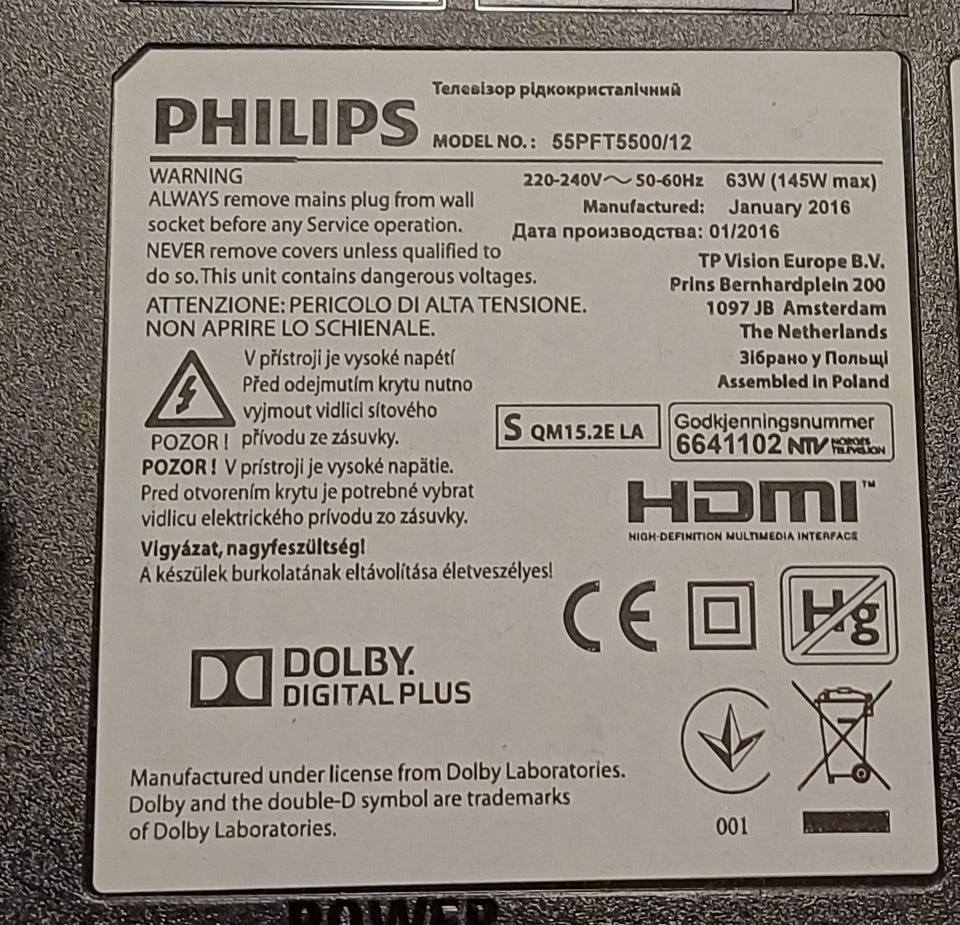 Телевізор рідкокристалічний
PHILIPS
MODEL NO.: 55PFT5500/12
WARNING
ALWAYS remove mains plug from wall
socket before any Service operation.
NEVER remove covers unless qualified to
do so. This unit contains dangerous voltages.
ATTENZIONE: PERICOLO DI ALTA TENSIONE.
NON APRIRE LO SCHIENALE.
V přístroji je vysoké napětí
Před odejmutím krytu nutno
vyjmout vidlici sítového
POZOR! přívodu ze zásuvky.
POZOR! V prístroji je vysoké napätie.
Pred otvorením krytu je potrebné vybrat
vidlicu elektrického prívodu zo zásuvky.
Vigyázat, nagyfeszültség!
A készülek burkolatának eltávolítása életveszélyes!
220-240V~ 50-60Hz 63W (145W max)
Manufactured: January 2016
Дата производства: 01/2016
TP Vision Europe B.V.
Prins Bernhardplein 200
1097 JB Amsterdam
The Netherlands
Зібрано у Польщі
Assembled in Poland
S QM15.2E LA
Godkjenningsnummer
6641102 NTV NORGES TELEVISJON
HDMI™
HIGH-DEFINITION MULTIMEDIA INTERFACE
CE
Hg
DOLBY.
DIGITAL PLUS
Manufactured under license from Dolby Laboratories.
Dolby and the double-D symbol are trademarks
of Dolby Laboratories.
001
POWER